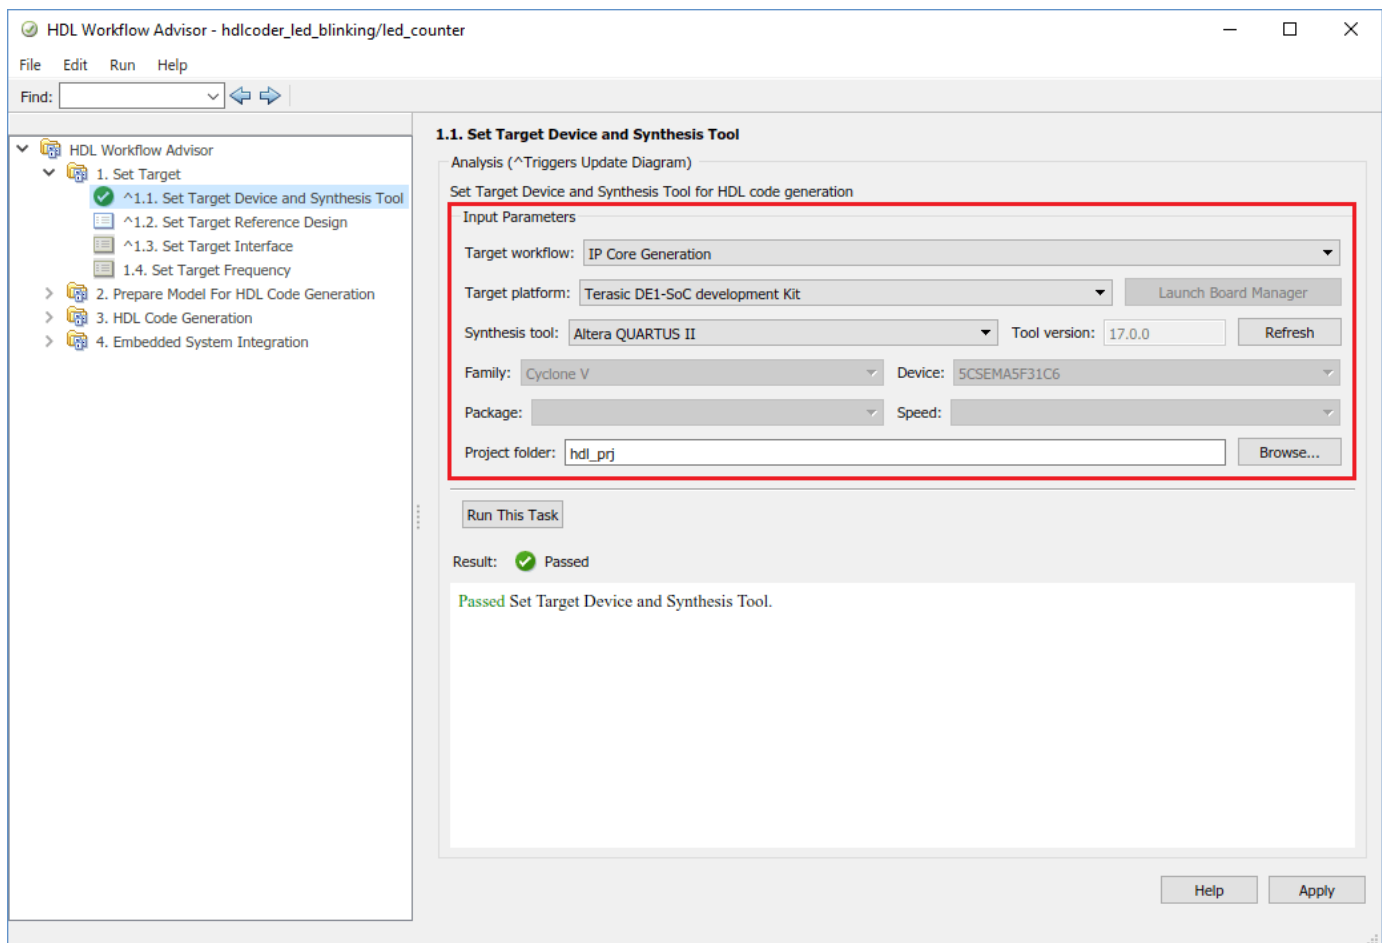 HDL Workflow Advisor - hdlcoder_led_blinking/led_counter
File Edit Run Help
Find:
HDL Workflow Advisor
1. Set Target
^1.1. Set Target Device and Synthesis Tool
^1.2. Set Target Reference Design
^1.3. Set Target Interface
1.4. Set Target Frequency
2. Prepare Model For HDL Code Generation
3. HDL Code Generation
4. Embedded System Integration
1.1. Set Target Device and Synthesis Tool
Analysis (^Triggers Update Diagram)
Set Target Device and Synthesis Tool for HDL code generation
Input Parameters
Target workflow: IP Core Generation
Target platform: Terasic DE1-SoC development Kit Launch Board Manager
Synthesis tool: Altera QUARTUS II Tool version: 17.0.0 Refresh
Family: Cyclone V Device: 5CSEMA5F31C6
Package: Speed:
Project folder: hdl_prj Browse...
Run This Task
Result: Passed
Passed Set Target Device and Synthesis Tool.
Help Apply